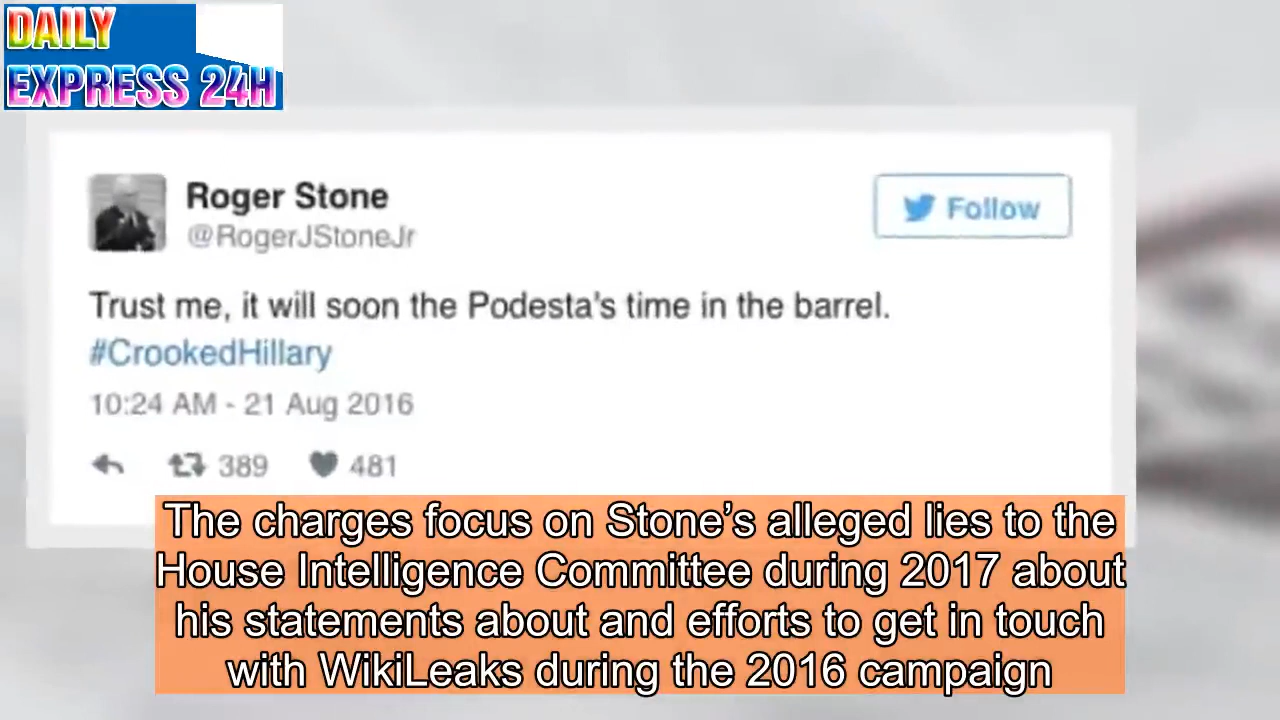 DAILY
EXPRESS 24H
Roger Stone
@RogerJStoneJr
Follow
Trust me, it will soon the Podesta's time in the barrel.
#CrookedHillary
10:24 AM - 21 Aug 2016
389 481
The charges focus on Stone’s alleged lies to the
House Intelligence Committee during 2017 about
his statements about and efforts to get in touch
with WikiLeaks during the 2016 campaign